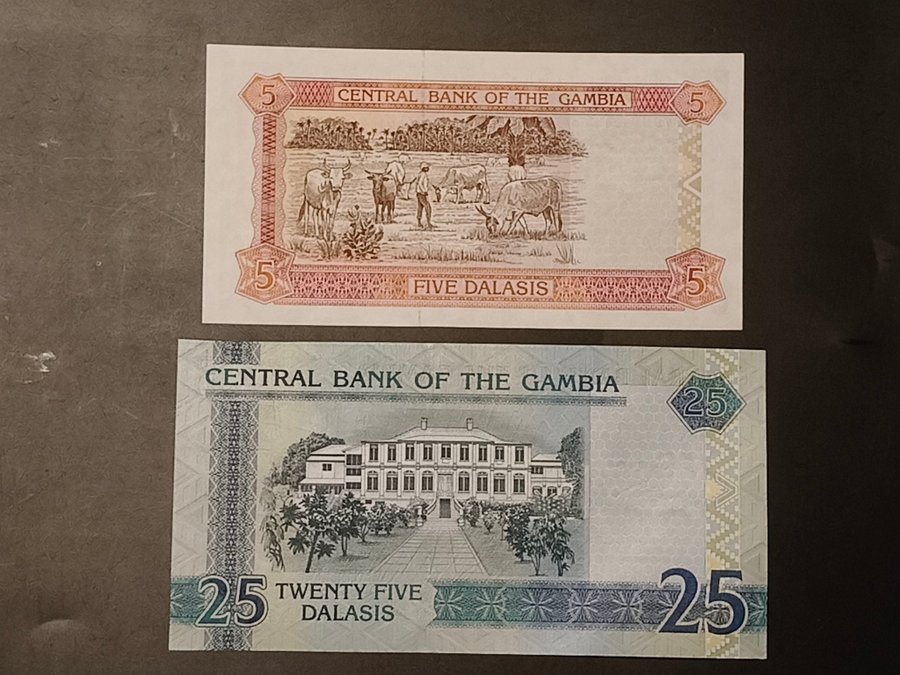 5 CENTRAL BANK OF THE GAMBIA 5
5 FIVE DALASIS 5
CENTRAL BANK OF THE GAMBIA
25
25 TWENTY FIVE
DALASIS
25